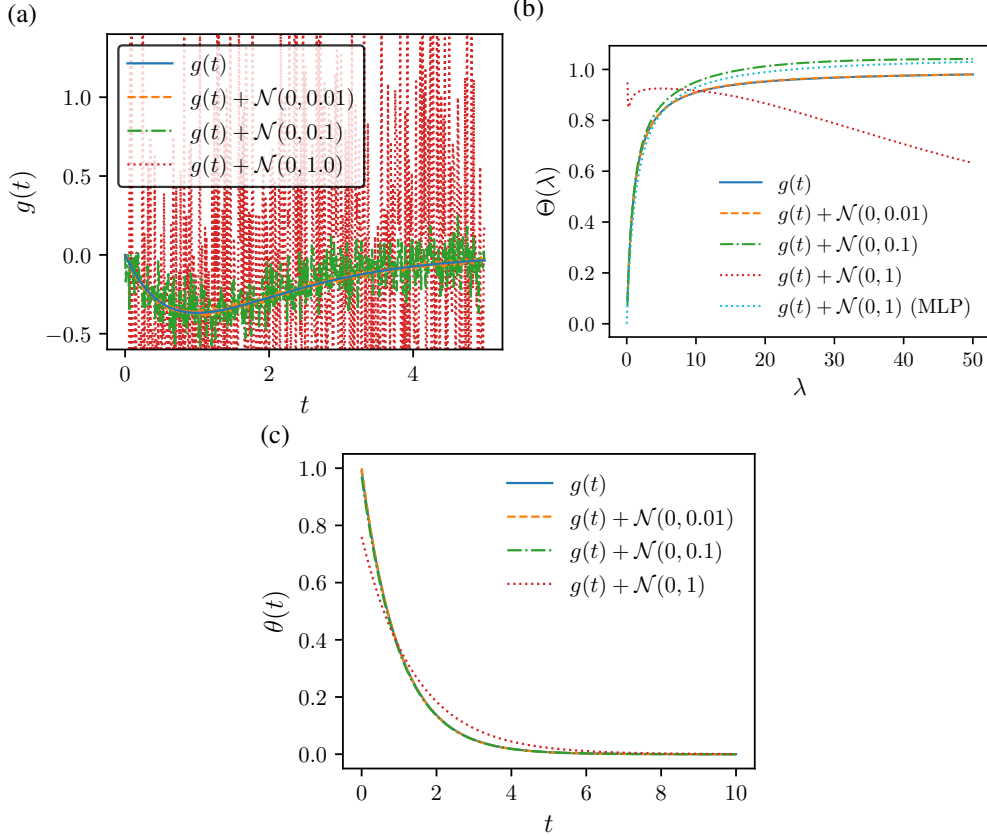 (a)
g(t)
g(t) + N(0, 0.01)
g(t) + N(0, 0.1)
g(t) + N(0, 1.0)
1.0
0.5
0.0
−0.5
g(t)
0
2
4
t
(b)
1.0
0.8
0.6
0.4
0.2
0.0
Θ(λ)
g(t)
g(t) + N(0, 0.01)
g(t) + N(0, 0.1)
g(t) + N(0, 1)
g(t) + N(0, 1) (MLP)
0
10
20
30
40
50
λ
(c)
1.0
0.8
0.6
0.4
0.2
0.0
θ(t)
g(t)
g(t) + N(0, 0.01)
g(t) + N(0, 0.1)
g(t) + N(0, 1)
0
2
4
6
8
10
t